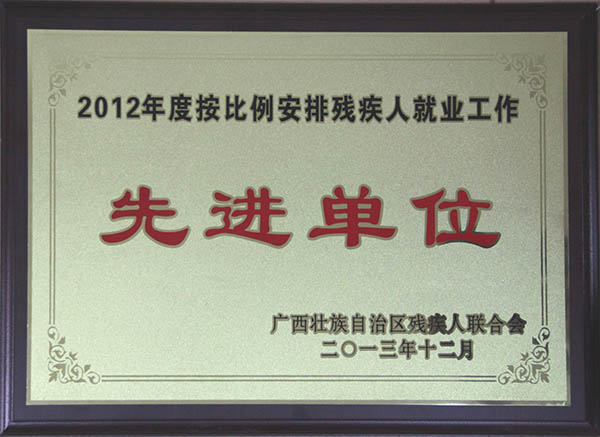 2012年度按比例安排残疾人就业工作
先进单位
广西壮族自治区残疾人联合会
二〇一三年十二月